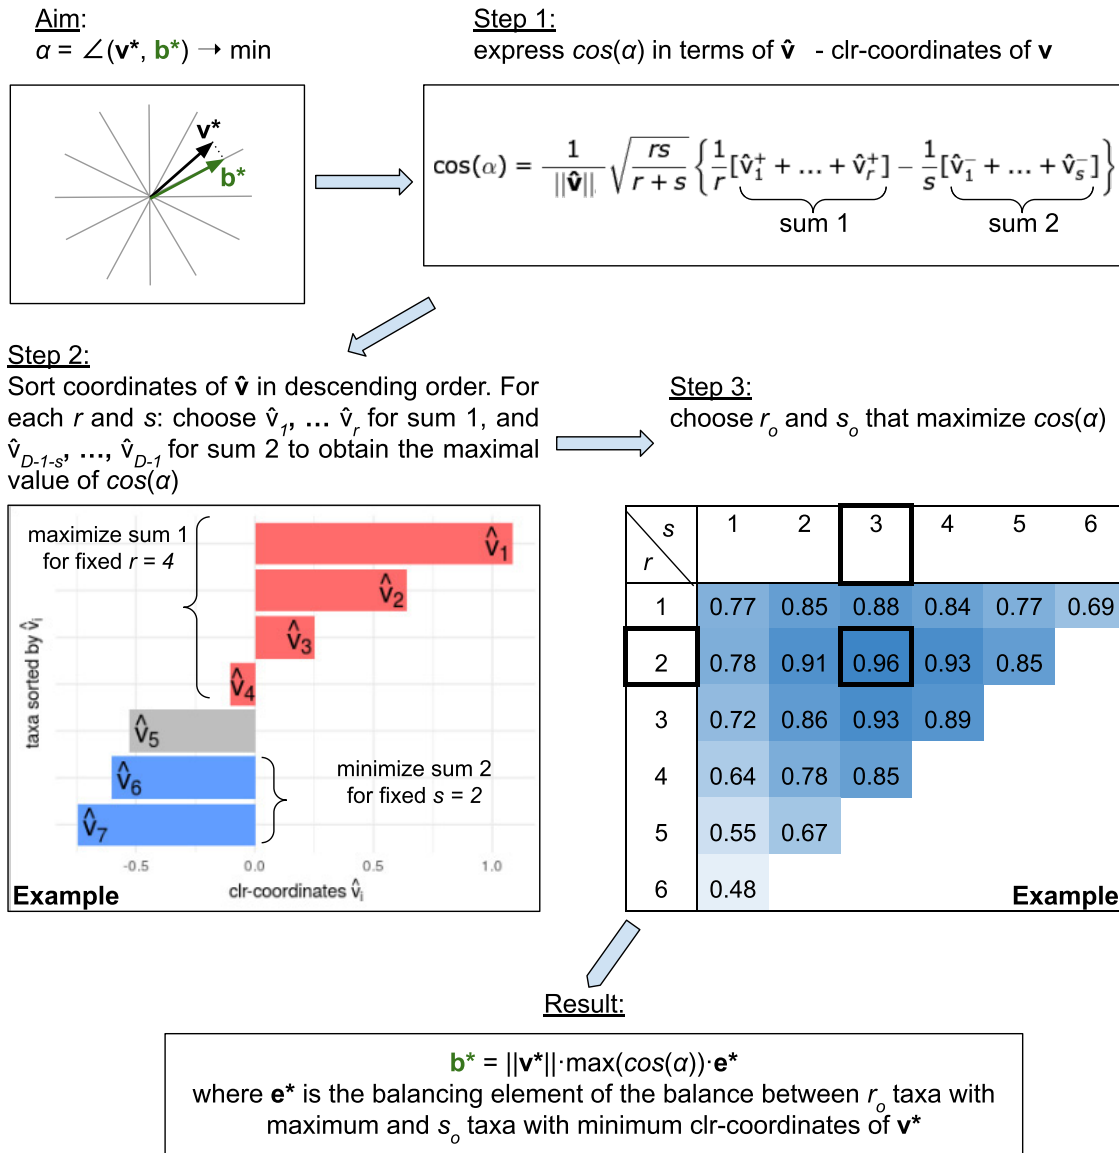 Aim:
α = ∠(v*, b*) → min
v*
b*
Step 1:
express cos(α) in terms of v̂ - clr-coordinates of v
cos(α) = 1/||v̂|| √(rs/(r + s)) {1/r[v̂₁⁺ + ... + v̂ᵣ⁺] − 1/s[v̂₁⁻ + ... + v̂ₛ⁻]}
sum 1 sum 2
Step 2:
Sort coordinates of v̂ in descending order. For
each r and s: choose v̂₁, ... v̂ᵣ for sum 1, and
v̂_D-1-s, ..., v̂_D-1 for sum 2 to obtain the maximal
value of cos(α)
maximize sum 1
for fixed r = 4
v̂₁
v̂₂
v̂₃
v̂₄
v̂₅
v̂₆
v̂₇
minimize sum 2
for fixed s = 2
taxa sorted by v̂ᵢ
-0.5 0.0 0.5 1.0
clr-coordinates v̂ᵢ
Example
Step 3:
choose rₒ and sₒ that maximize cos(α)
s 1 2 3 4 5 6
r
1 0.77 0.85 0.88 0.84 0.77 0.69
2 0.78 0.91 0.96 0.93 0.85
3 0.72 0.86 0.93 0.89
4 0.64 0.78 0.85
5 0.55 0.67
6 0.48
Example
Result:
b* = ||v*||·max(cos(α))·e*
where e* is the balancing element of the balance between rₒ taxa with
maximum and sₒ taxa with minimum clr-coordinates of v*